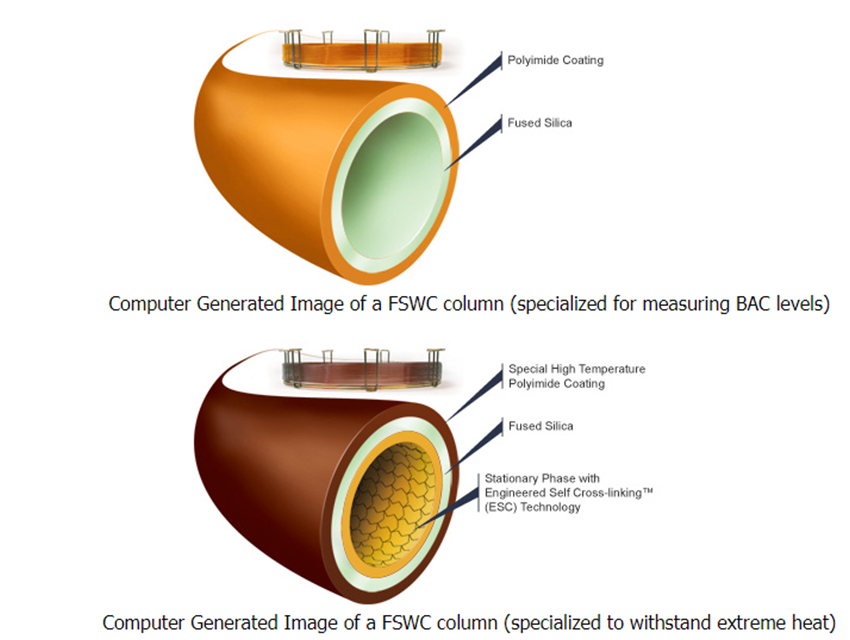 Polyimide Coating
Fused Silica
Computer Generated Image of a FSWC column (specialized for measuring BAC levels)
Special High Temperature
Polyimide Coating
Fused Silica
Stationary Phase with
Engineered Self Cross-linking™
(ESC) Technology
Computer Generated Image of a FSWC column (specialized to withstand extreme heat)